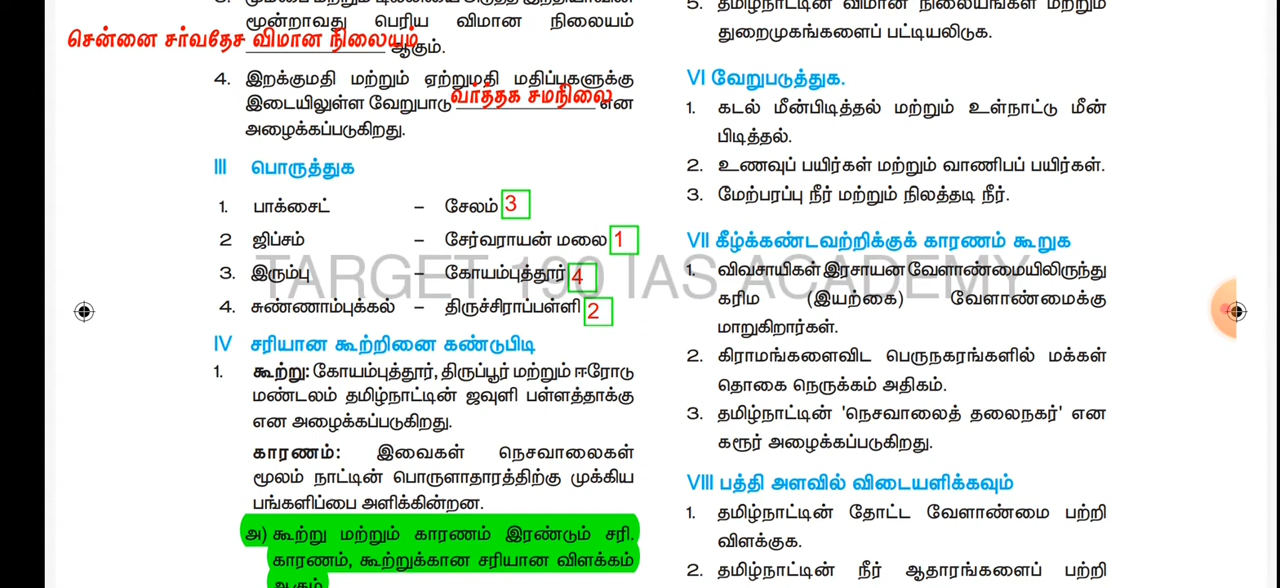 மூன்றாவது பெரிய விமான நிலையம்
சென்னை சர்வதேச விமான நிலையம் ஆகும்.
4. இறக்குமதி மற்றும் ஏற்றுமதி மதிப்புகளுக்கு
இடையிலுள்ள வேறுபாடு வர்த்தக சமநிலை என
அழைக்கப்படுகிறது.
III பொருத்துக
1. பாக்சைட் – சேலம் 3
2 ஜிப்சம் – சேர்வராயன் மலை 1
3. இரும்பு – கோயம்புத்தூர் 4
4. சுண்ணாம்புக்கல் – திருச்சிராப்பள்ளி 2
TARGET 190 IAS ACADEMY
IV சரியான கூற்றினை கண்டுபிடி
1. கூற்று: கோயம்புத்தூர், திருப்பூர் மற்றும் ஈரோடு
மண்டலம் தமிழ்நாட்டின் ஜவுளி பள்ளத்தாக்கு
என அழைக்கப்படுகிறது.
காரணம்: இவைகள் நெசவாலைகள்
மூலம் நாட்டின் பொருளாதாரத்திற்கு முக்கிய
பங்களிப்பை அளிக்கின்றன.
அ) கூற்று மற்றும் காரணம் இரண்டும் சரி.
காரணம், கூற்றுக்கான சரியான விளக்கம்
ஆகும்
5. தமிழ்நாட்டின் விமான நிலையங்கள் மற்றும்
துறைமுகங்களைப் பட்டியலிடுக.
VI வேறுபடுத்துக.
1. கடல் மீன்பிடித்தல் மற்றும் உள்நாட்டு மீன்
பிடித்தல்.
2. உணவுப் பயிர்கள் மற்றும் வாணிபப் பயிர்கள்.
3. மேற்பரப்பு நீர் மற்றும் நிலத்தடி நீர்.
VII கீழ்க்கண்டவற்றிக்குக் காரணம் கூறுக
1. விவசாயிகள் இரசாயன வேளாண்மையிலிருந்து
கரிம (இயற்கை) வேளாண்மைக்கு
மாறுகிறார்கள்.
2. கிராமங்களைவிட பெருநகரங்களில் மக்கள்
தொகை நெருக்கம் அதிகம்.
3. தமிழ்நாட்டின் 'நெசவாலைத் தலைநகர்' என
கரூர் அழைக்கப்படுகிறது.
VIII பத்தி அளவில் விடையளிக்கவும்
1. தமிழ்நாட்டின் தோட்ட வேளாண்மை பற்றி
விளக்குக.
2. தமிழ்நாட்டின் நீர் ஆதாரங்களைப் பற்றி